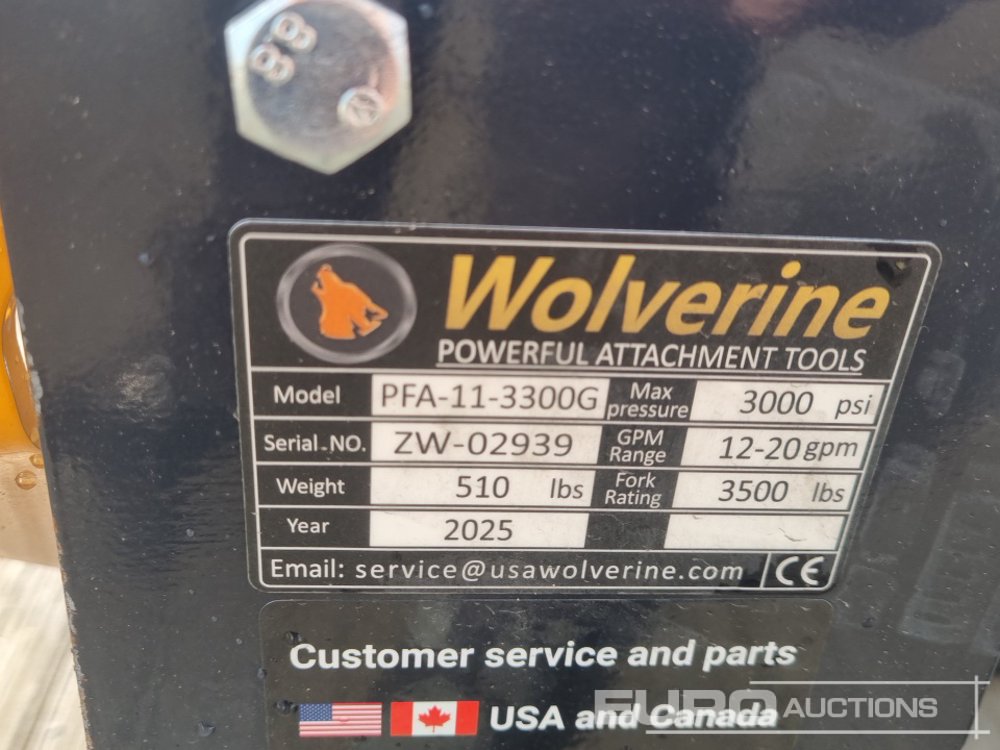 8.8
Wolverine
POWERFUL ATTACHMENT TOOLS
Model PFA-11-3300G Max pressure 3000 psi
Serial.NO. ZW-02939 GPM Range 12-20 gpm
Weight 510 lbs Fork Rating 3500 lbs
Year 2025
Email: service@usawolverine.com CE
Customer service and parts
USA and Canada
EURO AUCTIONS